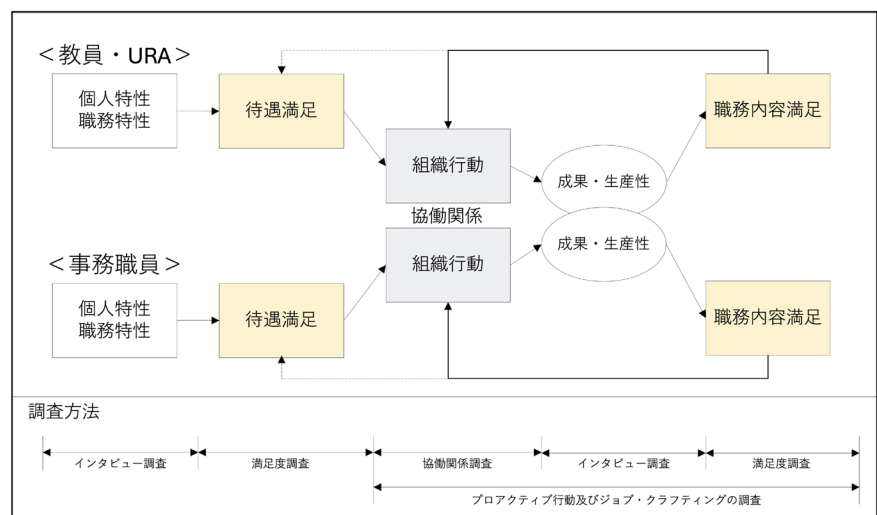 ＜教員・URA＞
個人特性
職務特性
待遇満足
組織行動
成果・生産性
職務内容満足
協働関係
＜事務職員＞
個人特性
職務特性
待遇満足
組織行動
成果・生産性
職務内容満足
調査方法
インタビュー調査
満足度調査
協働関係調査
インタビュー調査
満足度調査
プロアクティブ行動及びジョブ・クラフティングの調査